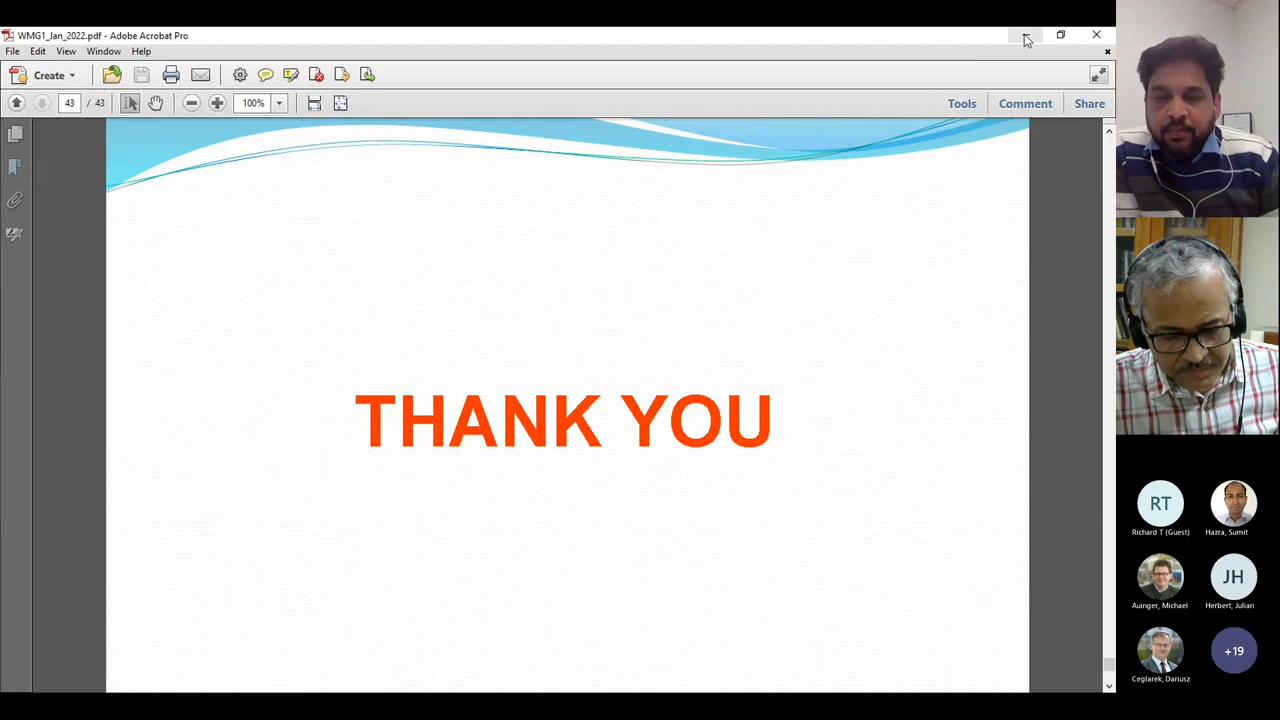 WMG1_Jan_2022.pdf - Adobe Acrobat Pro
File Edit View Window Help
Create
43 / 43 100% Tools Comment Share
THANK YOU
RT
Richard T (Guest) Hazra, Sumit
JH
Auinger, Michael Herbert, Julian
+19
Ceglarek, Dariusz